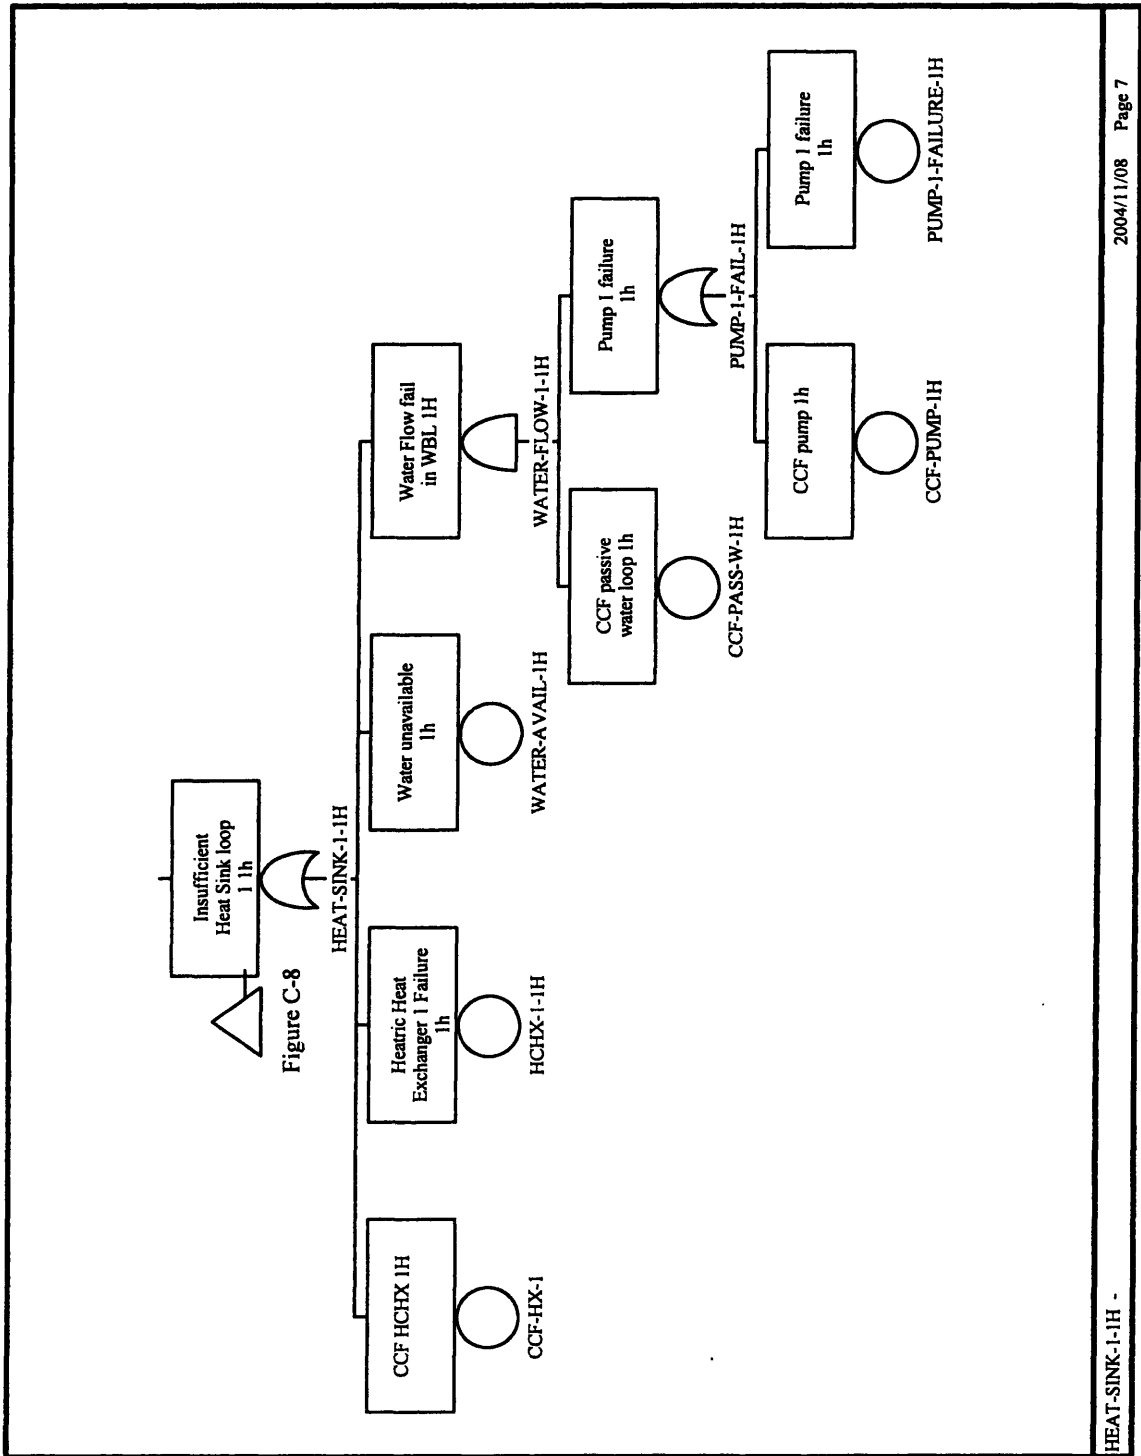 Insufficient
Heat Sink loop
1 1h
Figure C-8
HEAT-SINK-1-1H
CCF HCHX 1H
CCF-HX-1
Heatric Heat
Exchanger 1 Failure
1h
HCHX-1-1H
Water unavailable
1h
WATER-AVAIL-1H
Water Flow fail
in WBL 1H
WATER-FLOW-1-1H
CCF passive
water loop 1h
CCF-PASS-W-1H
Pump 1 failure
1h
PUMP-1-FAIL-1H
CCF pump 1h
CCF-PUMP-1H
Pump 1 failure
1h
PUMP-1-FAILURE-1H
HEAT-SINK-1-1H -
2004/11/08 Page 7